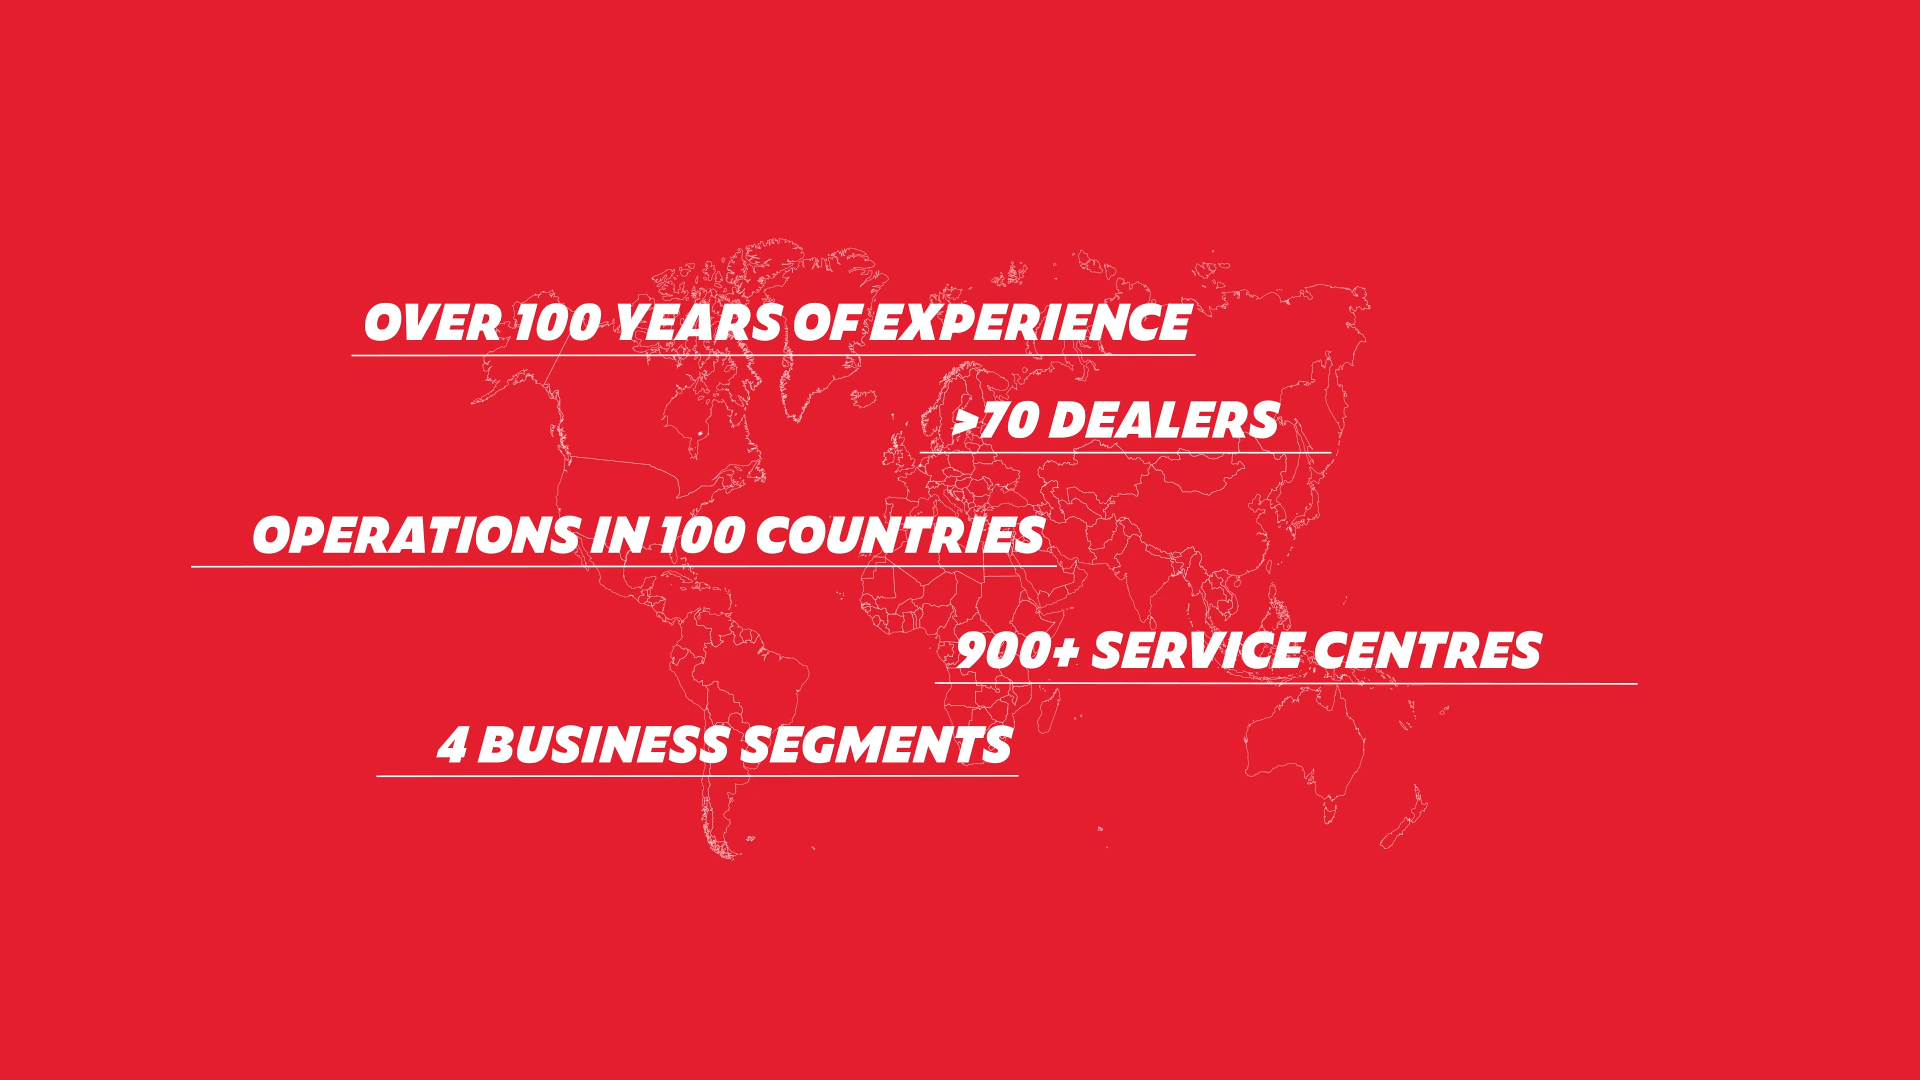 OVER 100 YEARS OF EXPERIENCE
>70 DEALERS
OPERATIONS IN 100 COUNTRIES
900+ SERVICE CENTRES
4 BUSINESS SEGMENTS